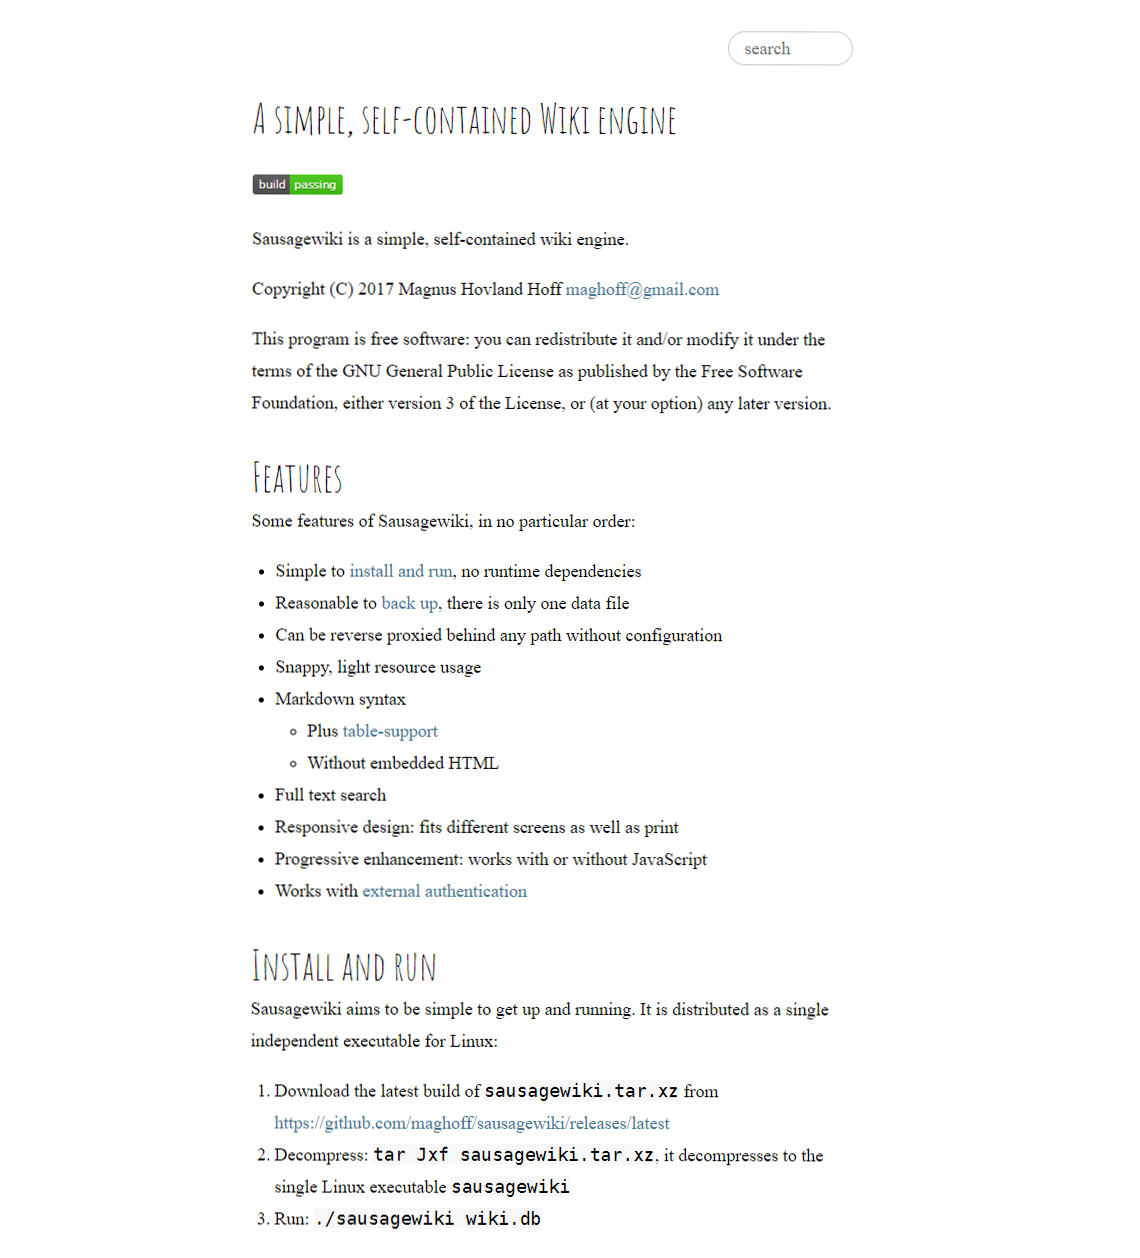 search
A simple, self-contained Wiki engine
build passing
Sausagewiki is a simple, self-contained wiki engine.
Copyright (C) 2017 Magnus Hovland Hoff maghoff@gmail.com
This program is free software: you can redistribute it and/or modify it under the
terms of the GNU General Public License as published by the Free Software
Foundation, either version 3 of the License, or (at your option) any later version.
Features
Some features of Sausagewiki, in no particular order:
• Simple to install and run, no runtime dependencies
• Reasonable to back up, there is only one data file
• Can be reverse proxied behind any path without configuration
• Snappy, light resource usage
• Markdown syntax
◦ Plus table-support
◦ Without embedded HTML
• Full text search
• Responsive design: fits different screens as well as print
• Progressive enhancement: works with or without JavaScript
• Works with external authentication
Install and run
Sausagewiki aims to be simple to get up and running. It is distributed as a single
independent executable for Linux:
1. Download the latest build of sausagewiki.tar.xz from
https://github.com/maghoff/sausagewiki/releases/latest
2. Decompress: tar Jxf sausagewiki.tar.xz, it decompresses to the
single Linux executable sausagewiki
3. Run: ./sausagewiki wiki.db